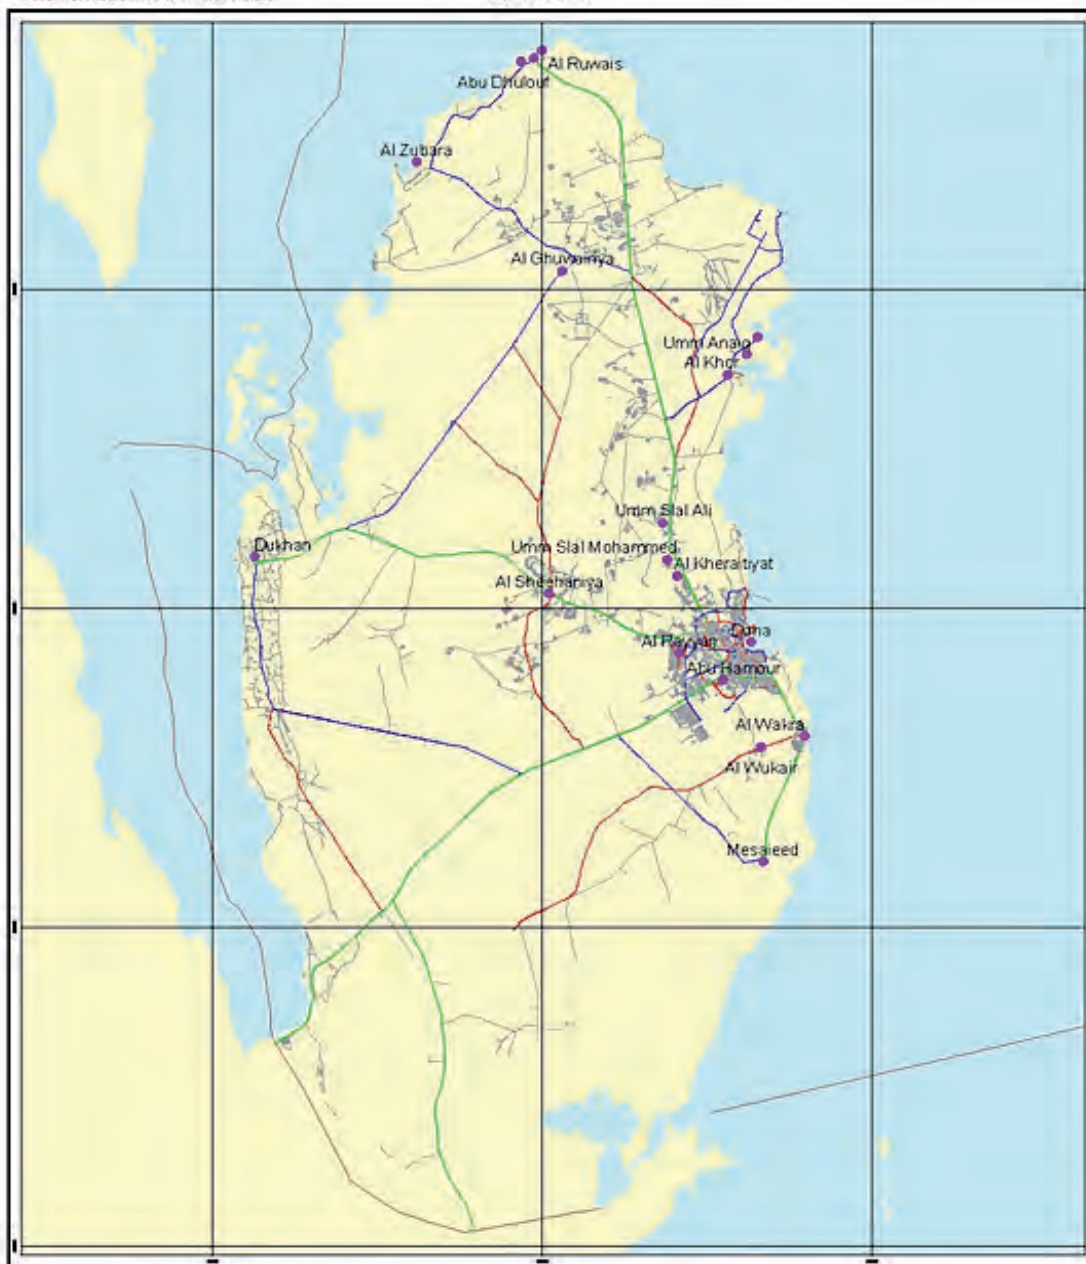 Al Ruwais
Abu Dhulouf
Al Zubara
Al Ghuwairiya
Umm Anaig
Al Khor
Umm Slal Ali
Dukhan
Umm Slal Mohammed
Al Kheraitiyat
Al Sheehaniya
Al Rayyan
Doha
Abu Hamour
Al Wakra
Al Wukair
Mesaieed